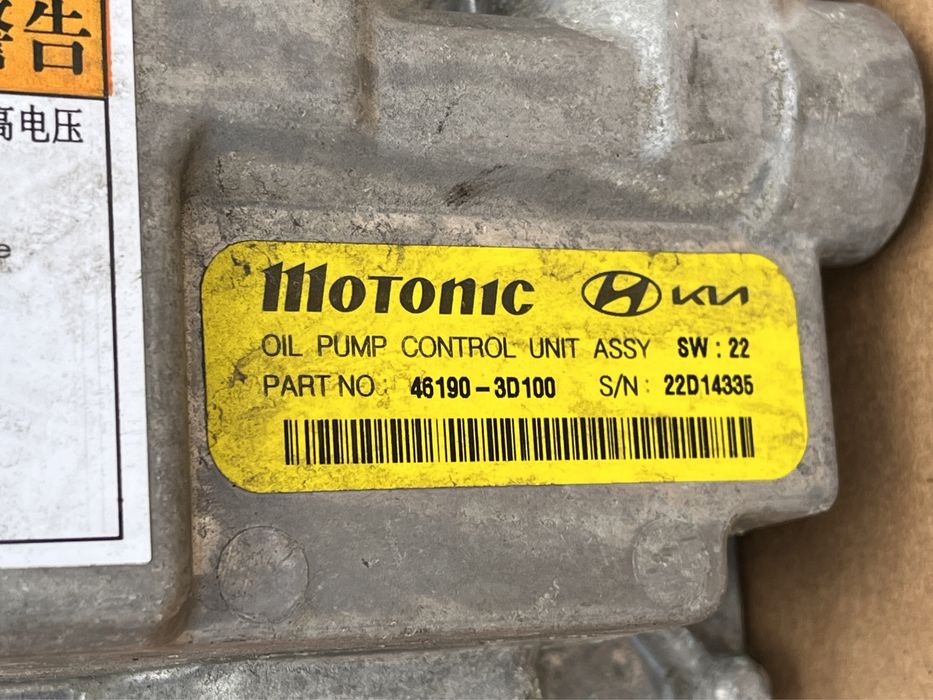 警告
高电压
e
MOTONIC HYUNDAI KIA
OIL PUMP CONTROL UNIT ASSY SW : 22
PART NO : 46190 - 3D100 S/N : 22D14335